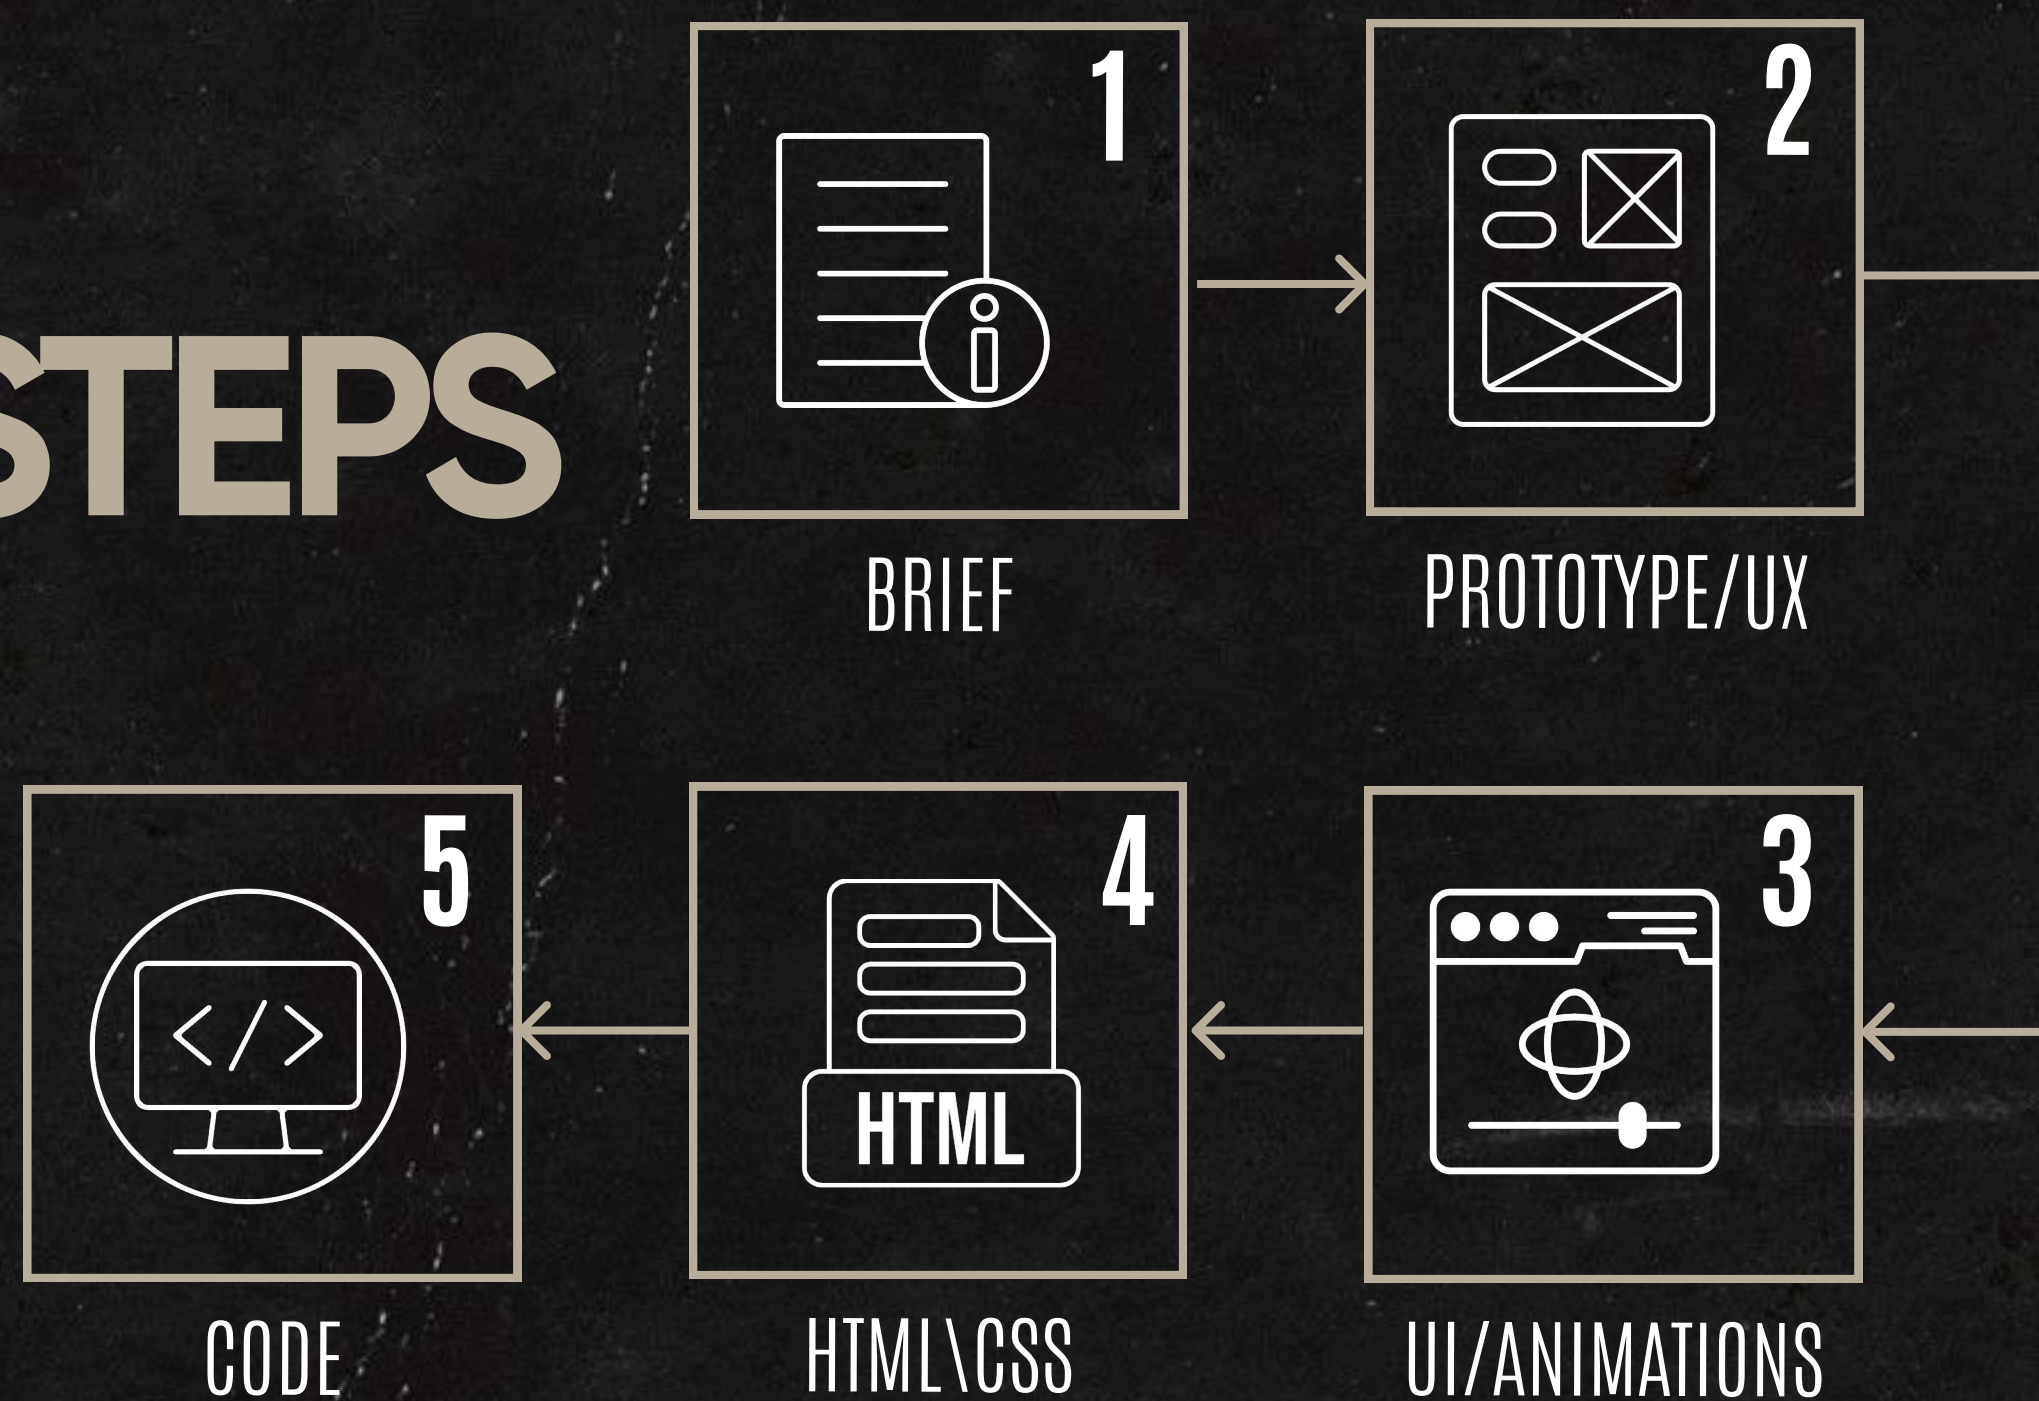 STEPS
1
BRIEF
2
PROTOTYPE/UX
3
UI/ANIMATIONS
4
HTML
HTML\CSS
5
CODE